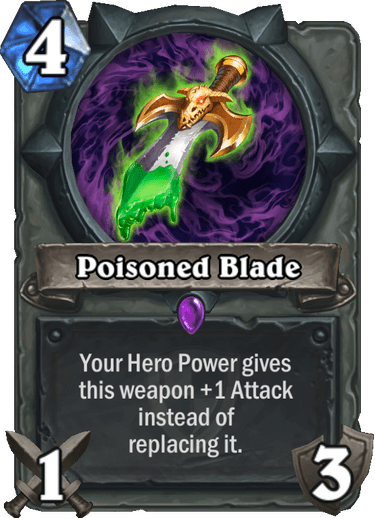 4
Poisoned Blade
Your Hero Power gives
this weapon +1 Attack
instead of
replacing it.
1
3